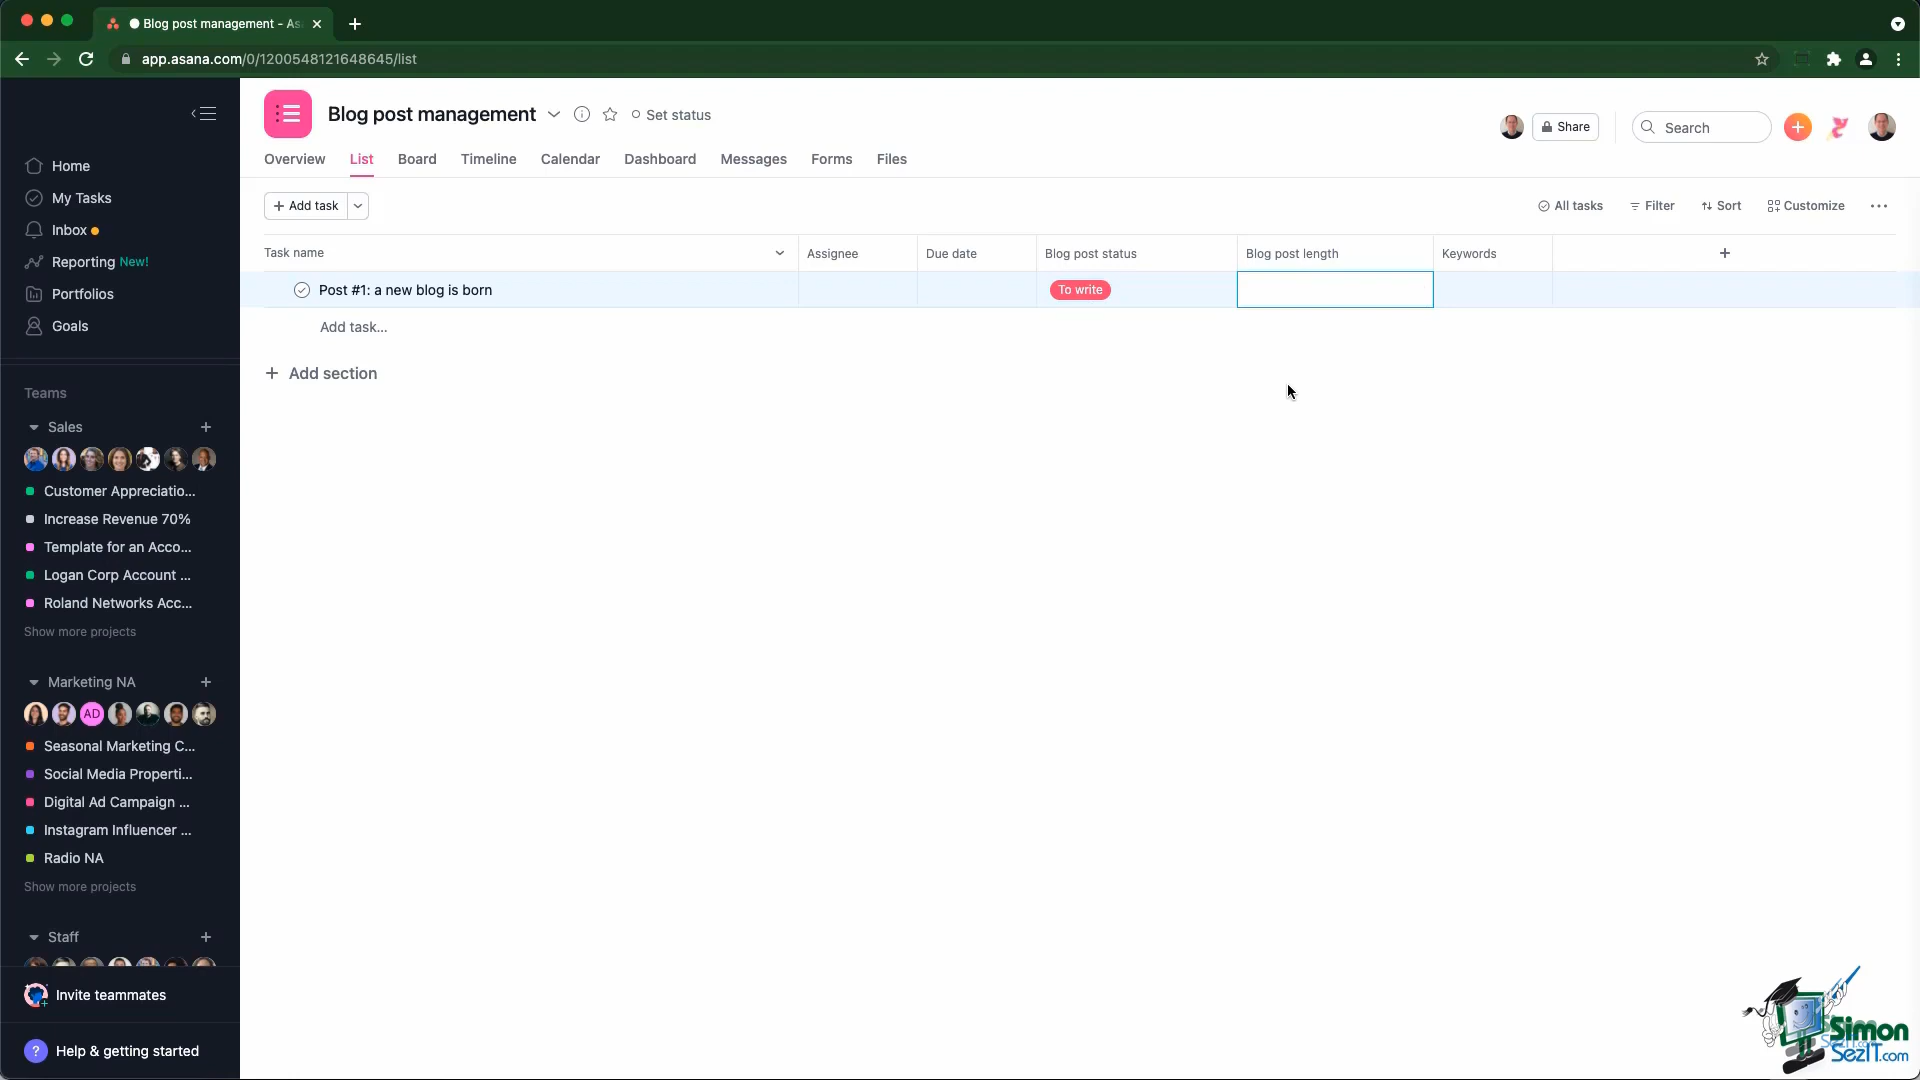 Blog post management - As
app.asana.com/0/1200548121648645/list
Blog post management
Set status
Share
Search
Overview
List
Board
Timeline
Calendar
Dashboard
Messages
Forms
Files
Add task
All tasks
Filter
Sort
Customize
Task name
Assignee
Due date
Blog post status
Blog post length
Keywords
Post #1: a new blog is born
To write
Add task...
Add section
Home
My Tasks
Inbox
Reporting New!
Portfolios
Goals
Teams
Sales
Customer Appreciatio...
Increase Revenue 70%
Template for an Acco...
Logan Corp Account ...
Roland Networks Acc...
Show more projects
Marketing NA
AD
Seasonal Marketing C...
Social Media Properti...
Digital Ad Campaign ...
Instagram Influencer ...
Radio NA
Show more projects
Staff
Invite teammates
? Help & getting started
Simon
SezIT.com